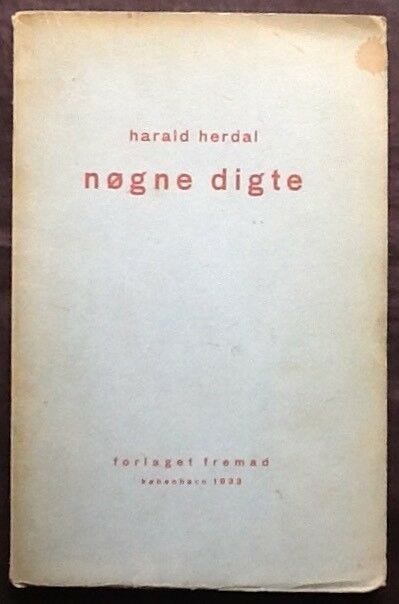 harald herdal
nøgne digte
forlaget fremad
københavn 1933